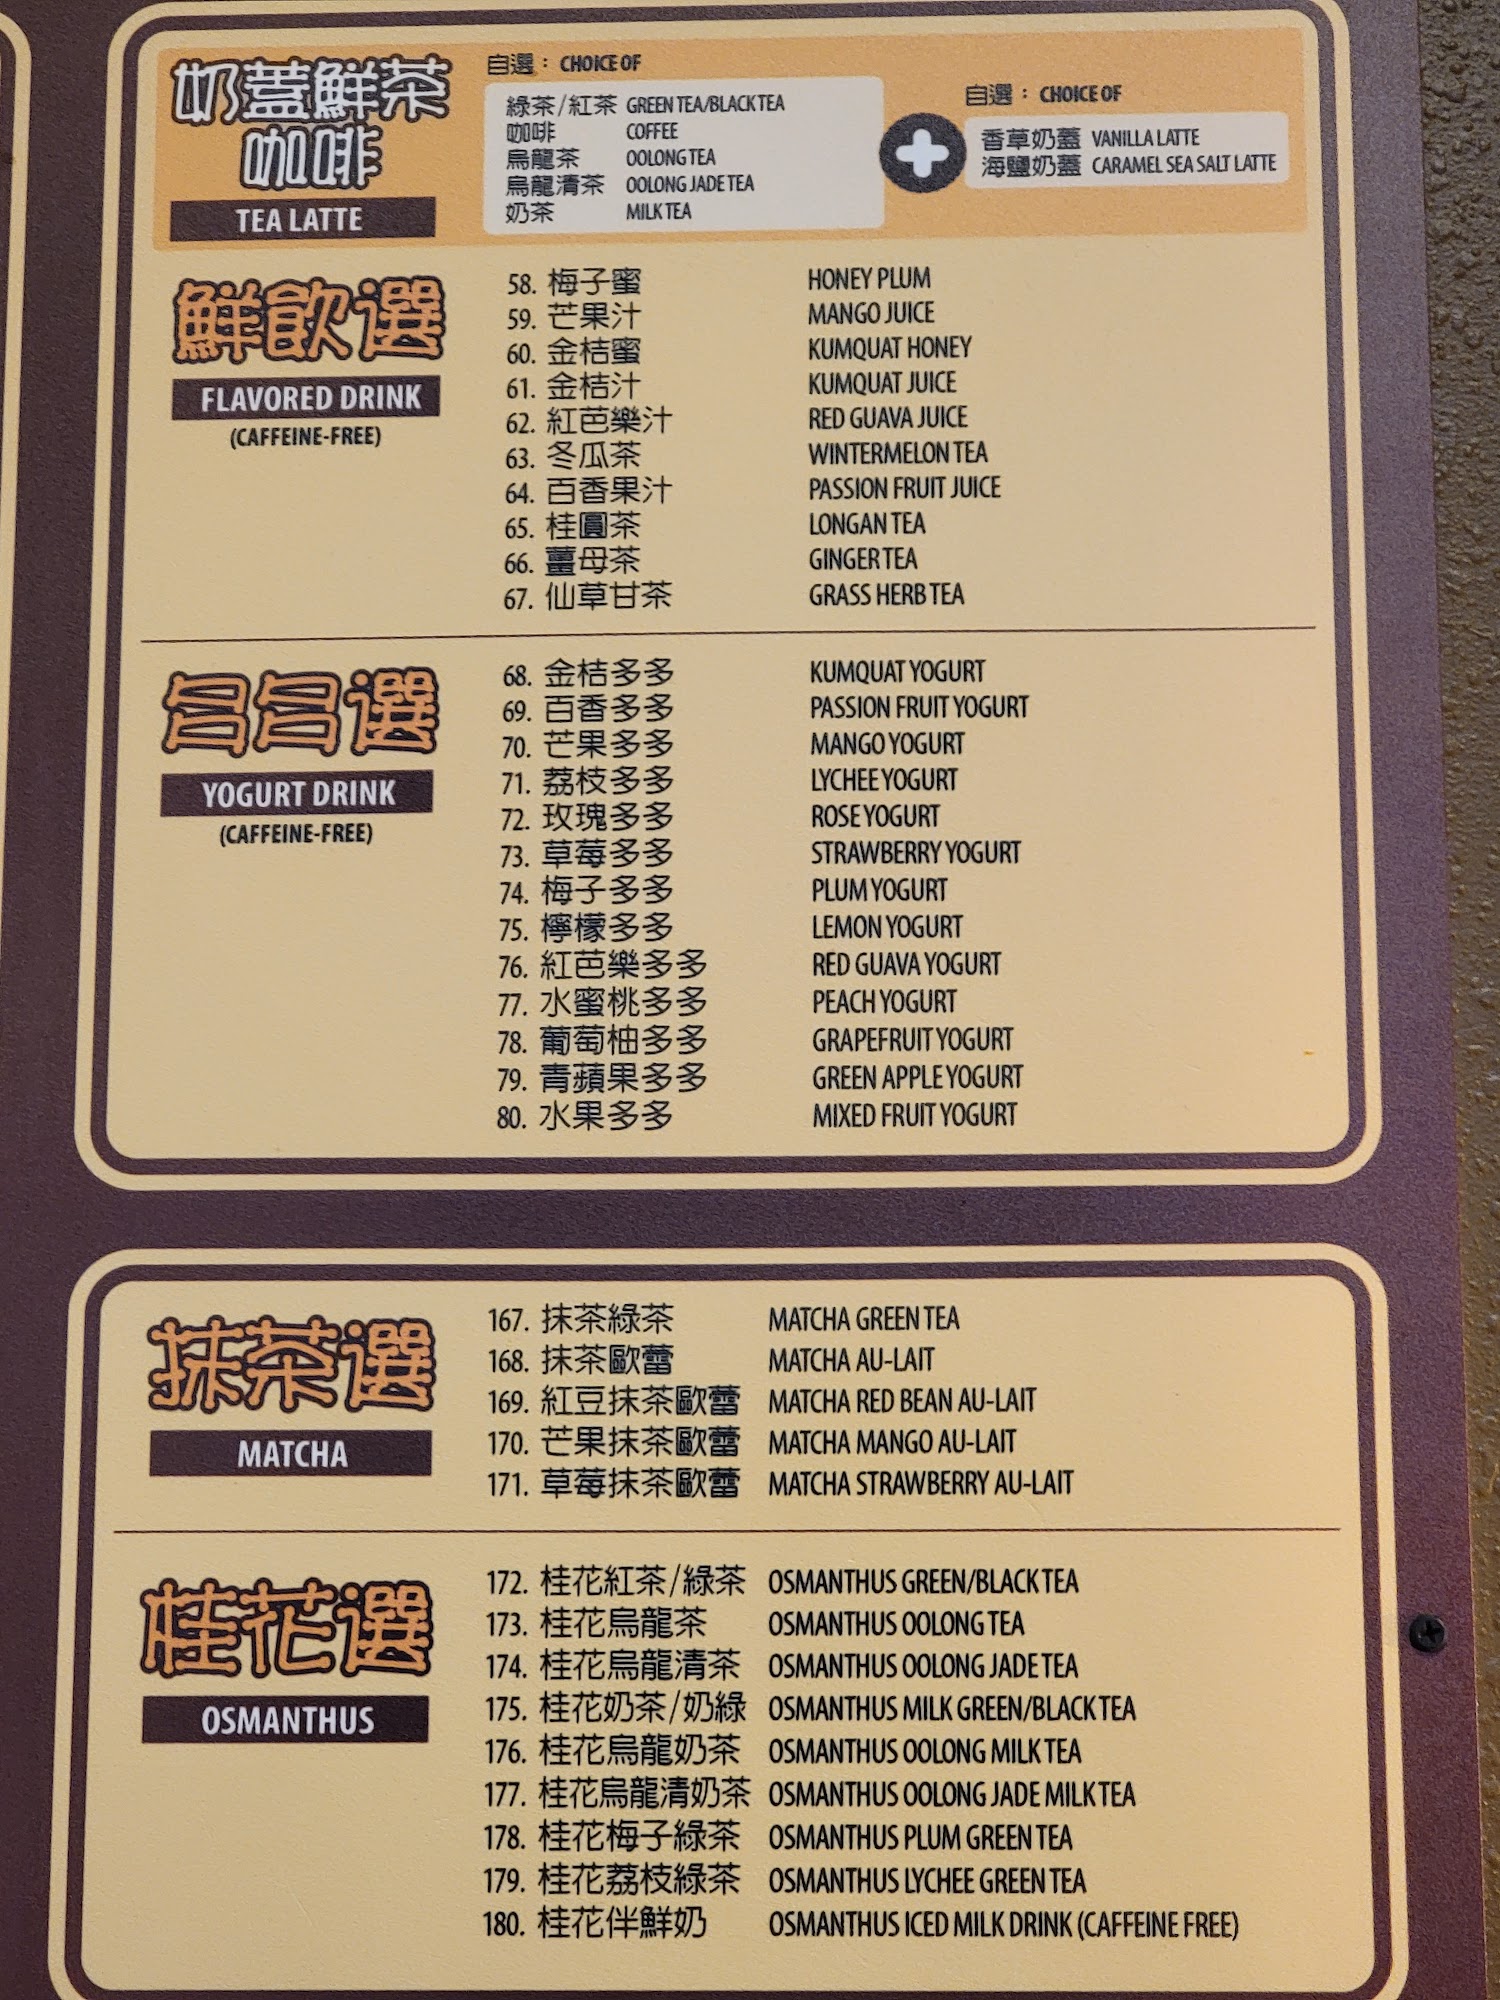 奶蓋鮮茶
咖啡
TEA LATTE
自選： CHOICE OF
綠茶/紅茶 GREEN TEA/BLACK TEA
咖啡 COFFEE
烏龍茶 OOLONG TEA
烏龍清茶 OOLONG JADE TEA
奶茶 MILK TEA
自選： CHOICE OF
香草奶蓋 VANILLA LATTE
海鹽奶蓋 CARAMEL SEA SALT LATTE
鮮飲選
FLAVORED DRINK
(CAFFEINE-FREE)
58. 梅子蜜 HONEY PLUM
59. 芒果汁 MANGO JUICE
60. 金桔蜜 KUMQUAT HONEY
61. 金桔汁 KUMQUAT JUICE
62. 紅芭樂汁 RED GUAVA JUICE
63. 冬瓜茶 WINTERMELON TEA
64. 百香果汁 PASSION FRUIT JUICE
65. 桂圓茶 LONGAN TEA
66. 薑母茶 GINGER TEA
67. 仙草甘茶 GRASS HERB TEA
多多選
YOGURT DRINK
(CAFFEINE-FREE)
68. 金桔多多 KUMQUAT YOGURT
69. 百香多多 PASSION FRUIT YOGURT
70. 芒果多多 MANGO YOGURT
71. 荔枝多多 LYCHEE YOGURT
72. 玫瑰多多 ROSE YOGURT
73. 草莓多多 STRAWBERRY YOGURT
74. 梅子多多 PLUM YOGURT
75. 檸檬多多 LEMON YOGURT
76. 紅芭樂多多 RED GUAVA YOGURT
77. 水蜜桃多多 PEACH YOGURT
78. 葡萄柚多多 GRAPEFRUIT YOGURT
79. 青蘋果多多 GREEN APPLE YOGURT
80. 水果多多 MIXED FRUIT YOGURT
抹茶選
MATCHA
167. 抹茶綠茶 MATCHA GREEN TEA
168. 抹茶歐蕾 MATCHA AU-LAIT
169. 紅豆抹茶歐蕾 MATCHA RED BEAN AU-LAIT
170. 芒果抹茶歐蕾 MATCHA MANGO AU-LAIT
171. 草莓抹茶歐蕾 MATCHA STRAWBERRY AU-LAIT
桂花選
OSMANTHUS
172. 桂花紅茶/綠茶 OSMANTHUS GREEN/BLACK TEA
173. 桂花烏龍茶 OSMANTHUS OOLONG TEA
174. 桂花烏龍清茶 OSMANTHUS OOLONG JADE TEA
175. 桂花奶茶/奶綠 OSMANTHUS MILK GREEN/BLACK TEA
176. 桂花烏龍奶茶 OSMANTHUS OOLONG MILK TEA
177. 桂花烏龍清奶茶 OSMANTHUS OOLONG JADE MILK TEA
178. 桂花梅子綠茶 OSMANTHUS PLUM GREEN TEA
179. 桂花荔枝綠茶 OSMANTHUS LYCHEE GREEN TEA
180. 桂花伴鮮奶 OSMANTHUS ICED MILK DRINK (CAFFEINE FREE)